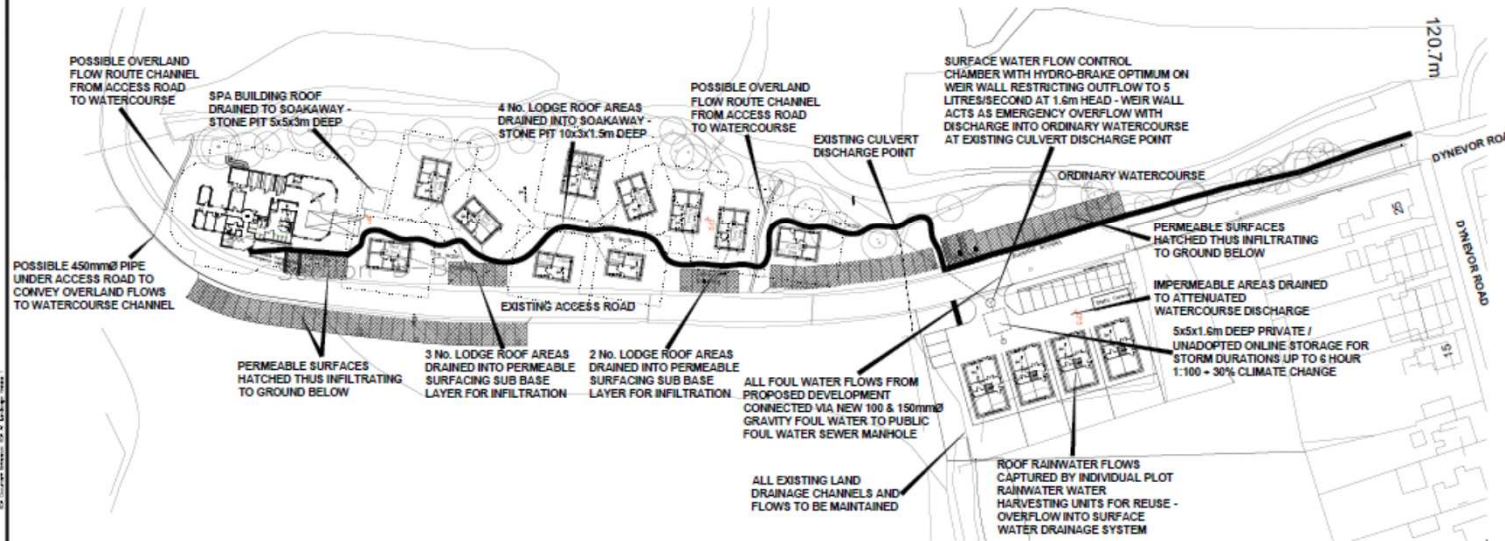 POSSIBLE OVERLAND
FLOW ROUTE CHANNEL
FROM ACCESS ROAD
TO WATERCOURSE
SPA BUILDING ROOF
DRAINED TO SOAKAWAY -
STONE PIT 5x5x3m DEEP
4 No. LODGE ROOF AREAS
DRAINED INTO SOAKAWAY -
STONE PIT 10x3x1.5m DEEP
POSSIBLE OVERLAND
FLOW ROUTE CHANNEL
FROM ACCESS ROAD
TO WATERCOURSE
EXISTING CULVERT
DISCHARGE POINT
SURFACE WATER FLOW CONTROL
CHAMBER WITH HYDRO-BRAKE OPTIMUM ON
WEIR WALL RESTRICTING OUTFLOW TO 5
LITRES/SECOND AT 1.6m HEAD - WEIR WALL
ACTS AS EMERGENCY OVERFLOW WITH
DISCHARGE INTO ORDINARY WATERCOURSE
AT EXISTING CULVERT DISCHARGE POINT
120.7m
DYNEVOR ROAD
ORDINARY WATERCOURSE
25
DYNEVOR ROAD
PERMEABLE SURFACES
HATCHED THUS INFILTRATING
TO GROUND BELOW
POSSIBLE 450mmØ PIPE
UNDER ACCESS ROAD TO
CONVEY OVERLAND FLOWS
TO WATERCOURSE CHANNEL
EXISTING ACCESS ROAD
IMPERMEABLE AREAS DRAINED
TO ATTENUATED
WATERCOURSE DISCHARGE
5x5x1.6m DEEP PRIVATE /
UNADOPTED ONLINE STORAGE FOR
STORM DURATIONS UP TO 6 HOUR
1:100 + 30% CLIMATE CHANGE
15
PERMEABLE SURFACES
HATCHED THUS INFILTRATING
TO GROUND BELOW
3 No. LODGE ROOF AREAS
DRAINED INTO PERMEABLE
SURFACING SUB BASE
LAYER FOR INFILTRATION
2 No. LODGE ROOF AREAS
DRAINED INTO PERMEABLE
SURFACING SUB BASE
LAYER FOR INFILTRATION
ALL FOUL WATER FLOWS FROM
PROPOSED DEVELOPMENT
CONNECTED VIA NEW 100 & 150mmØ
GRAVITY FOUL WATER TO PUBLIC
FOUL WATER SEWER MANHOLE
ALL EXISTING LAND
DRAINAGE CHANNELS AND
FLOWS TO BE MAINTAINED
ROOF RAINWATER FLOWS
CAPTURED BY INDIVIDUAL PLOT
RAINWATER WATER
HARVESTING UNITS FOR REUSE -
OVERFLOW INTO SURFACE
WATER DRAINAGE SYSTEM